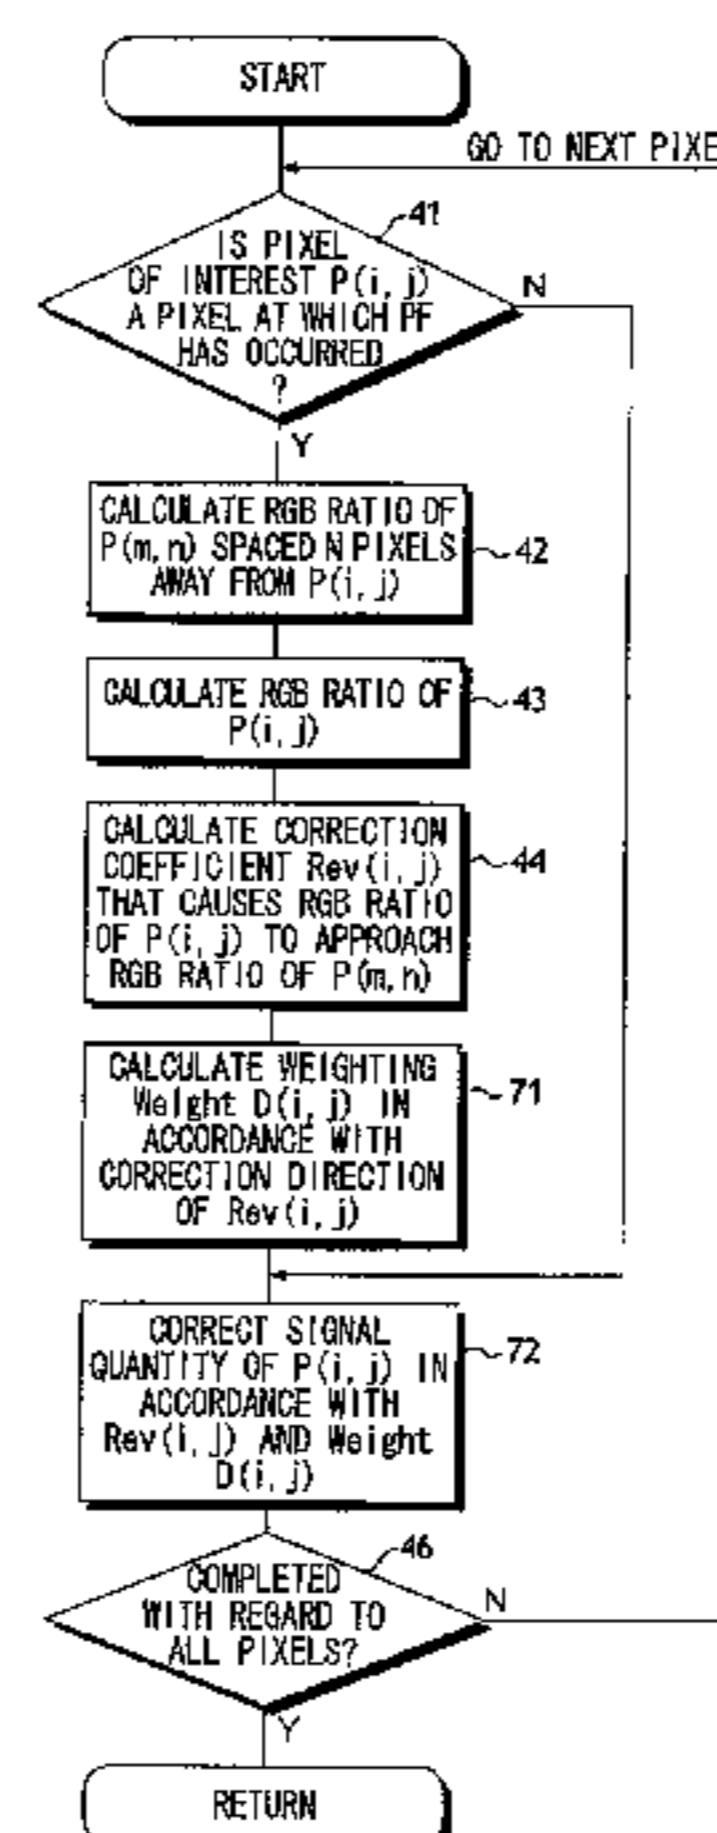 START
GO TO NEXT PIXE
41
IS PIXEL
OF INTEREST P(i, j)
A PIXEL AT WHICH PF
HAS OCCURRED
?
N
Y
CALCULATE RGB RATIO OF
P(m, n) SPACED N PIXELS
AWAY FROM P(i, j)
42
CALCULATE RGB RATIO OF
P(i, j)
43
CALCULATE CORRECTION
COEFFICIENT Rev(i, j)
THAT CAUSES RGB RATIO
OF P(i, j) TO APPROACH
RGB RATIO OF P(m, n)
44
CALCULATE WEIGHTING
Weight D(i, j) IN
ACCORDANCE WITH
CORRECTION DIRECTION
OF Rev(i, j)
71
CORRECT SIGNAL
QUANTITY OF P(i, j) IN
ACCORDANCE WITH
Rev(i, j) AND Weight
D(i, j)
72
46
COMPLETED
WITH REGARD TO
ALL PIXELS?
N
Y
RETURN